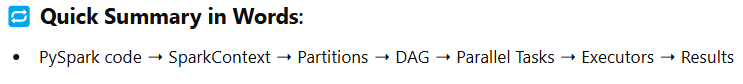 🔁 Quick Summary in Words:
• PySpark code → SparkContext → Partitions → DAG → Parallel Tasks → Executors → Results